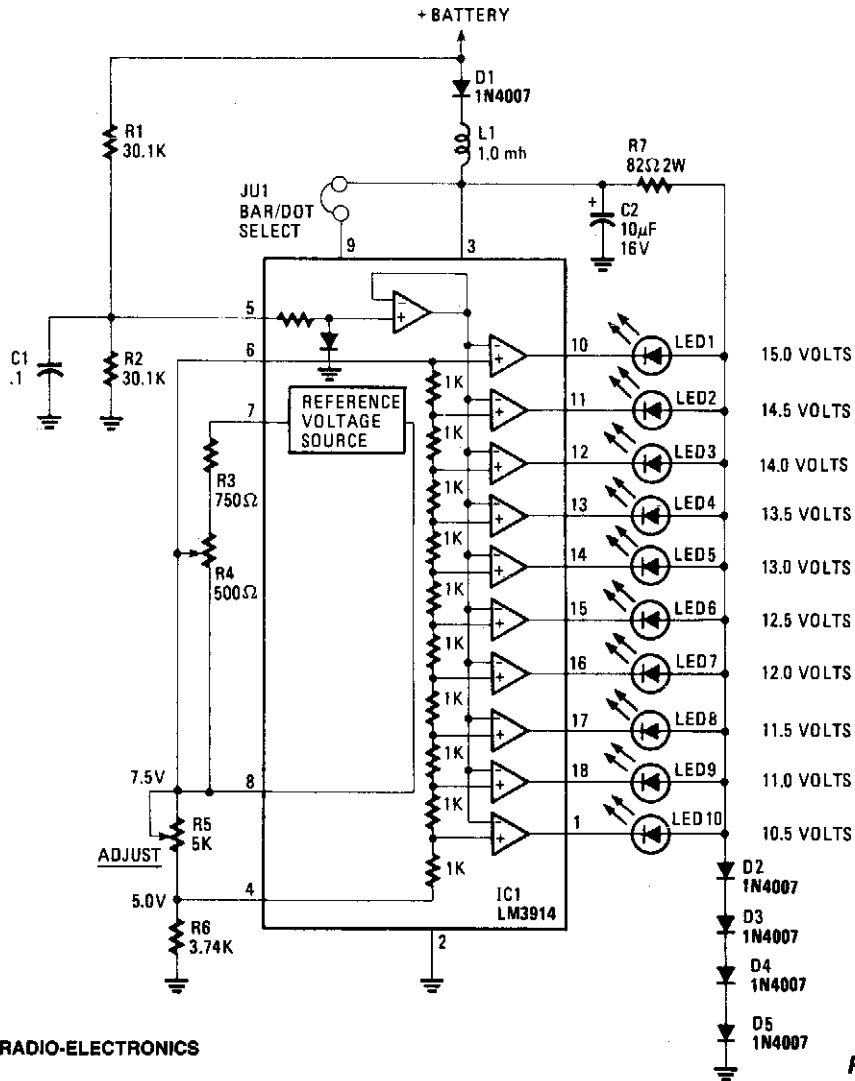 + BATTERY
D1
1N4007
R1
30.1K
L1
1.0 mh
R7
82Ω 2W
JU1
BAR/DOT
SELECT
+
C2
10µF
16V
9
3
5
C1
.1
R2
30.1K
6
7
REFERENCE
VOLTAGE
SOURCE
R3
750Ω
R4
500Ω
7.5V
8
R5
5K
ADJUST
5.0V
4
R6
3.74K
2
IC1
LM3914
1K
1K
1K
1K
1K
1K
1K
1K
1K
1K
10 LED1 15.0 VOLTS
11 LED2 14.5 VOLTS
12 LED3 14.0 VOLTS
13 LED4 13.5 VOLTS
14 LED5 13.0 VOLTS
15 LED6 12.5 VOLTS
16 LED7 12.0 VOLTS
17 LED8 11.5 VOLTS
18 LED9 11.0 VOLTS
1 LED10 10.5 VOLTS
D2
1N4007
D3
1N4007
D4
1N4007
D5
1N4007
RADIO-ELECTRONICS